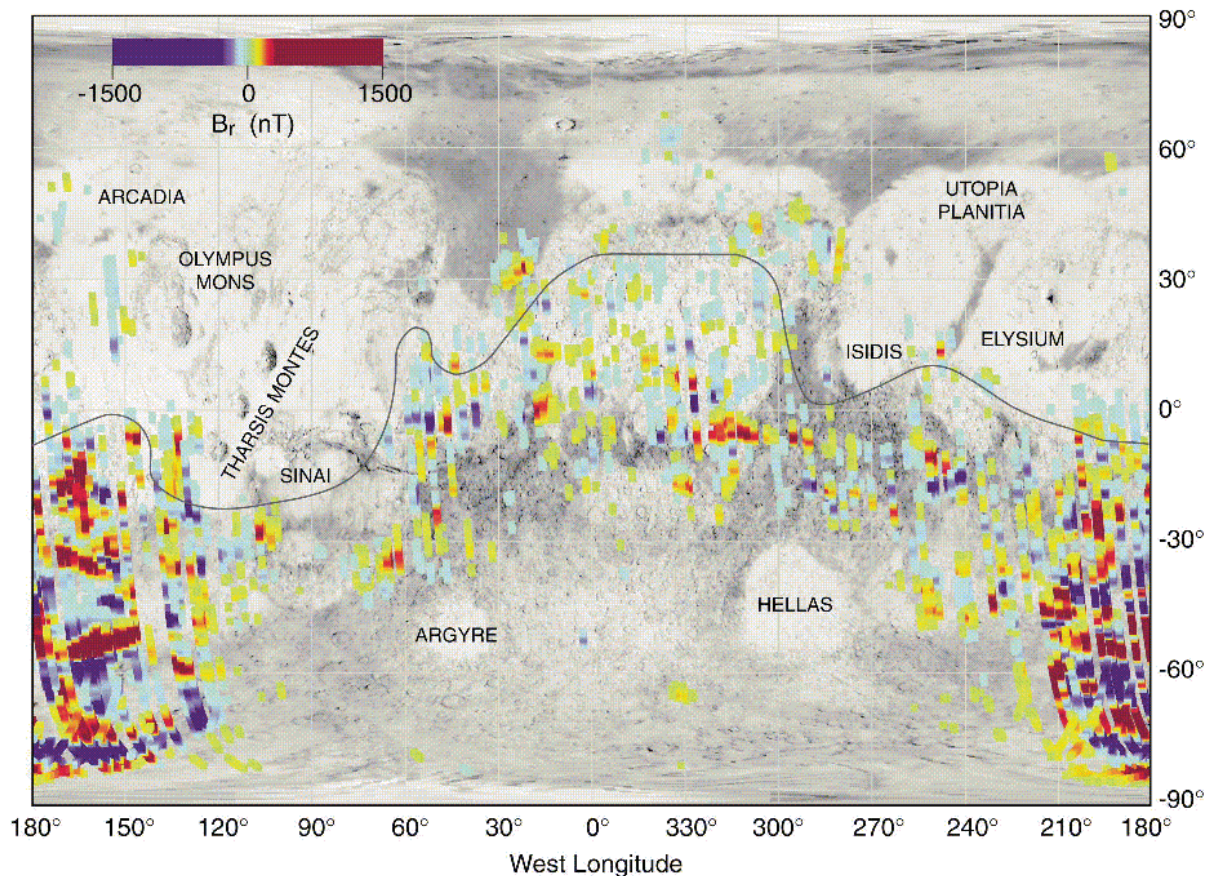 90°
-1500 0 1500
Br (nT)
60°
ARCADIA
UTOPIA
PLANITIA
OLYMPUS
MONS
30°
THARSIS MONTES
ISIDIS
ELYSIUM
0°
SINAI
-30°
HELLAS
ARGYRE
-60°
-90°
180° 150° 120° 90° 60° 30° 0° 330° 300° 270° 240° 210° 180°
West Longitude